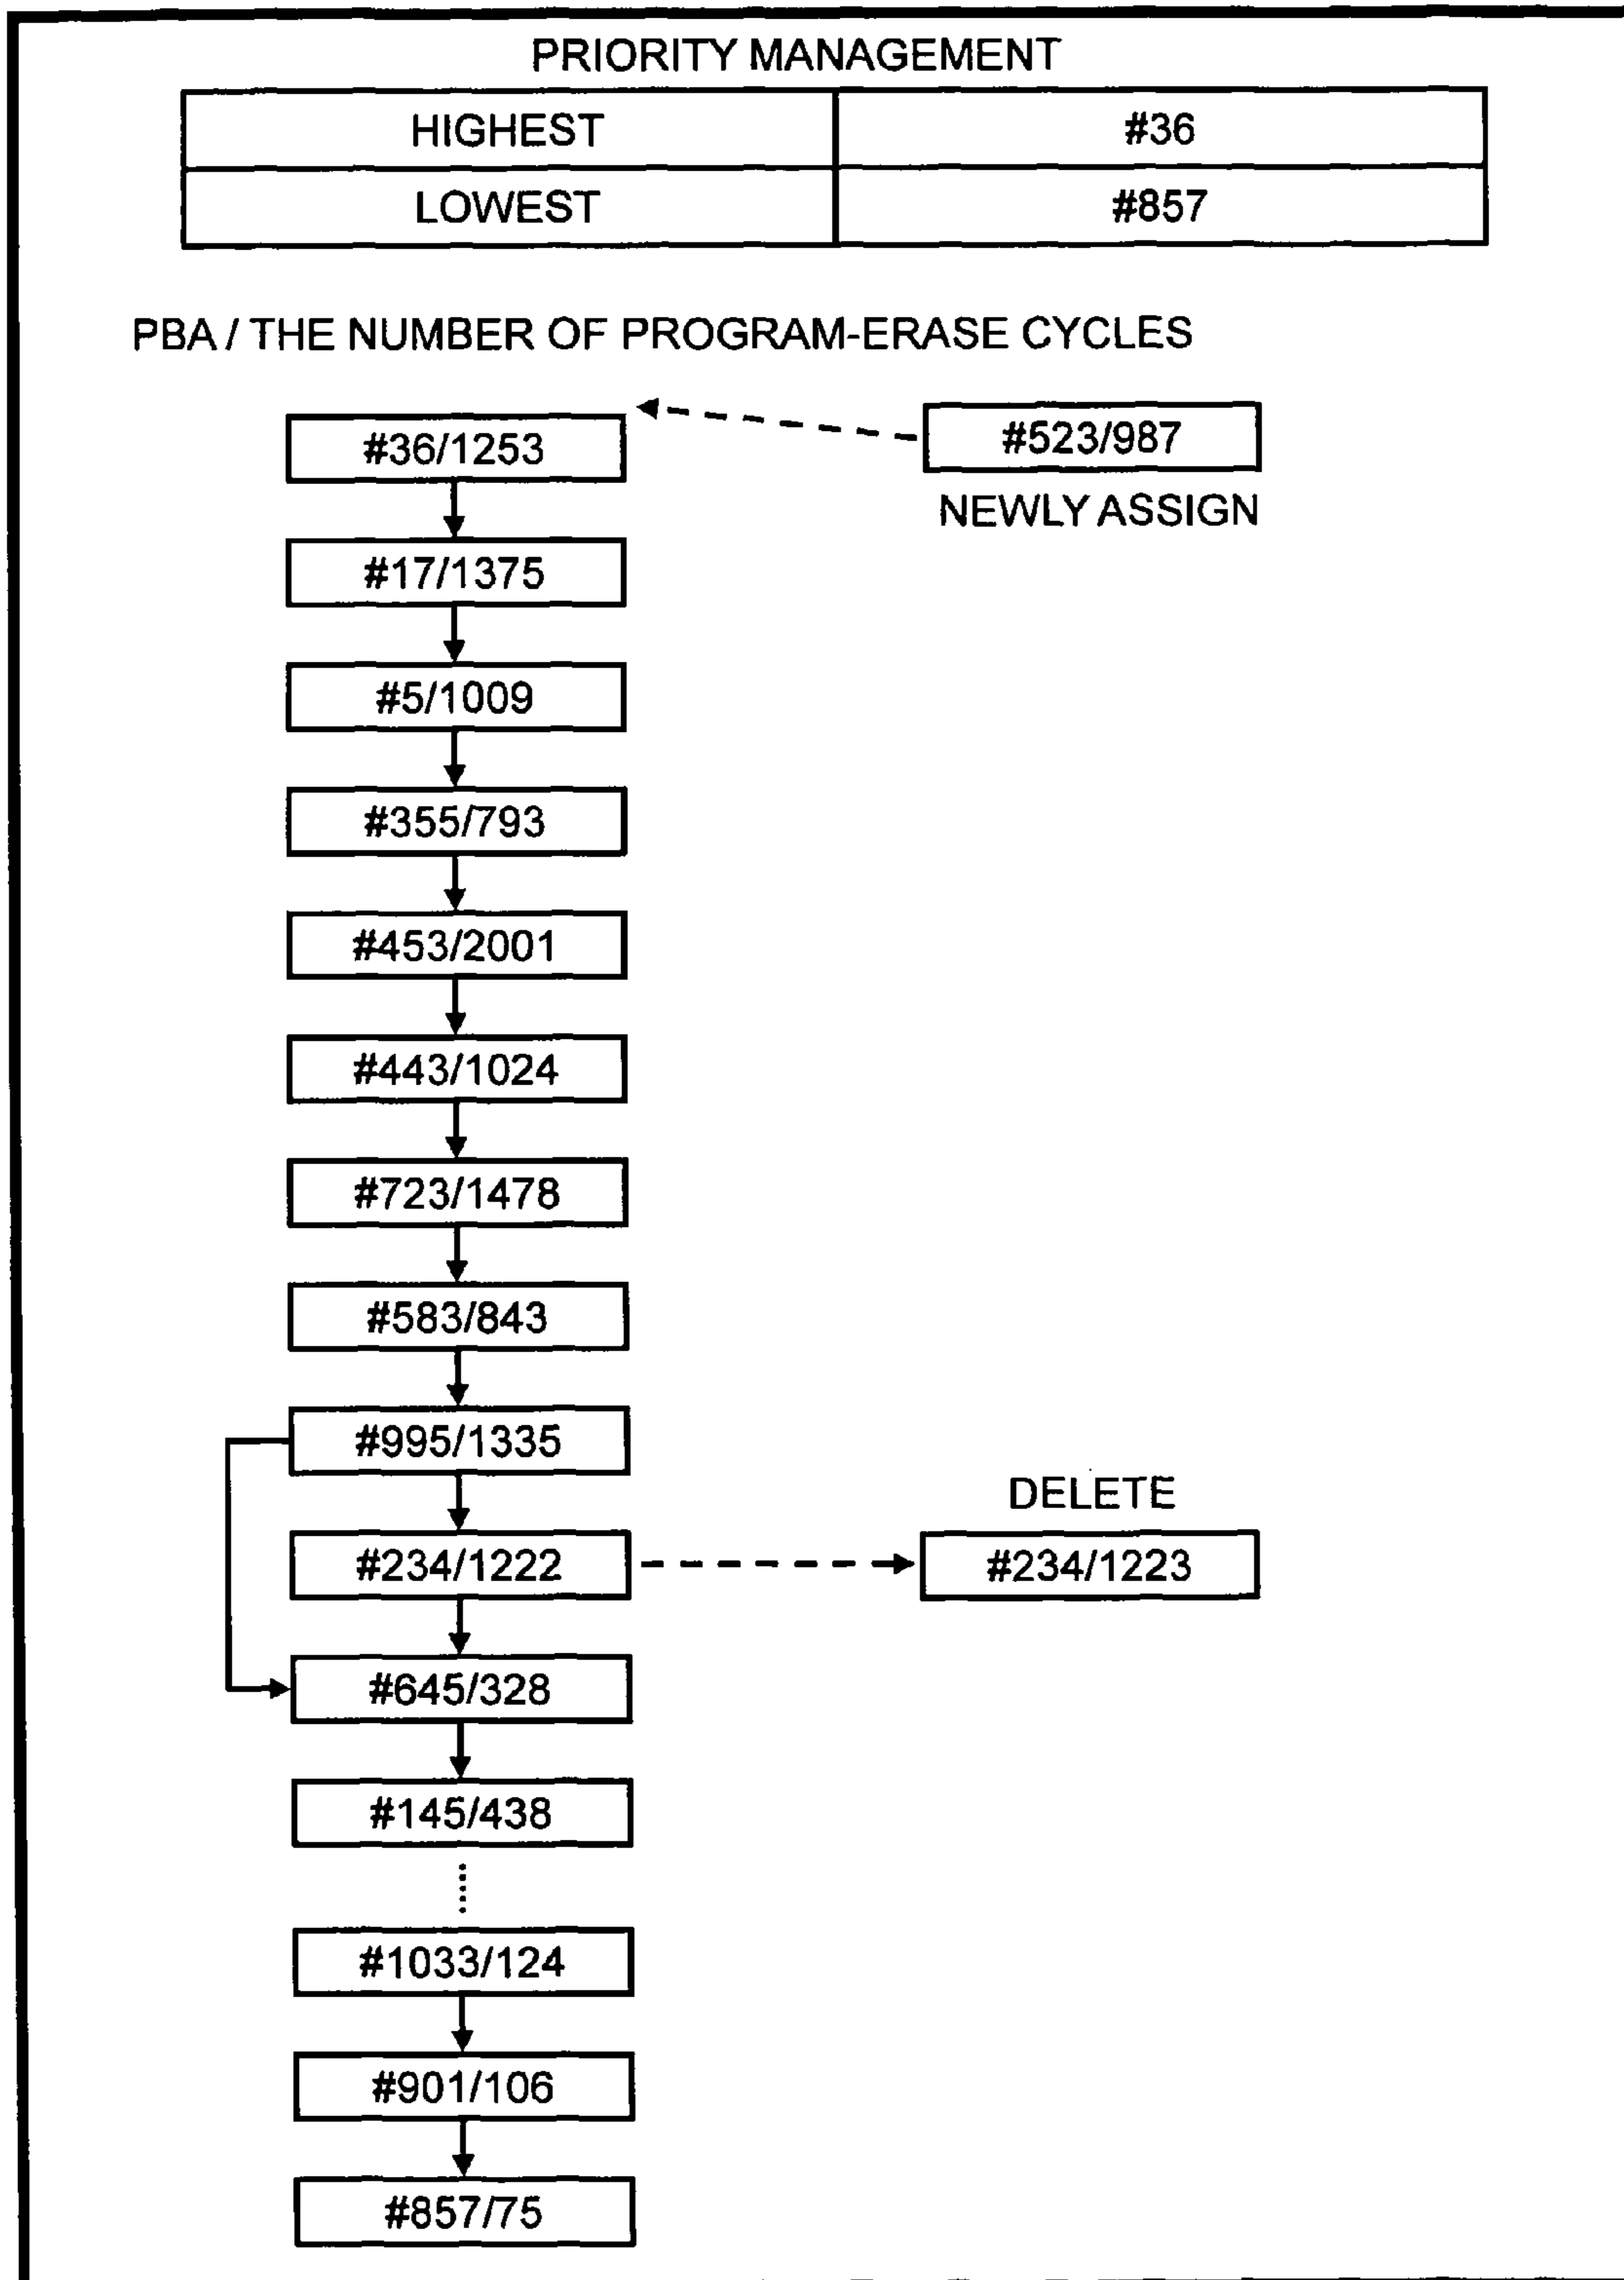 PRIORITY MANAGEMENT
HIGHEST #36
LOWEST #857
PBA / THE NUMBER OF PROGRAM-ERASE CYCLES
#36/1253
#523/987
NEWLY ASSIGN
#17/1375
#5/1009
#355/793
#453/2001
#443/1024
#723/1478
#583/843
#995/1335
DELETE
#234/1222
#234/1223
#645/328
#145/438
#1033/124
#901/106
#857/75